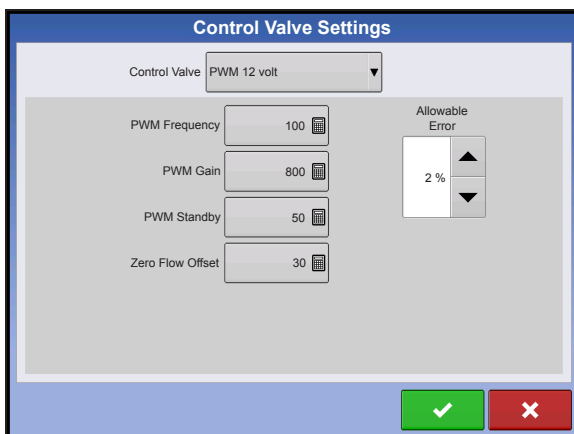 Control Valve Settings
Control Valve PWM 12 volt
Allowable
Error
PWM Frequency 100
2 %
PWM Gain 800
PWM Standby 50
Zero Flow Offset 30